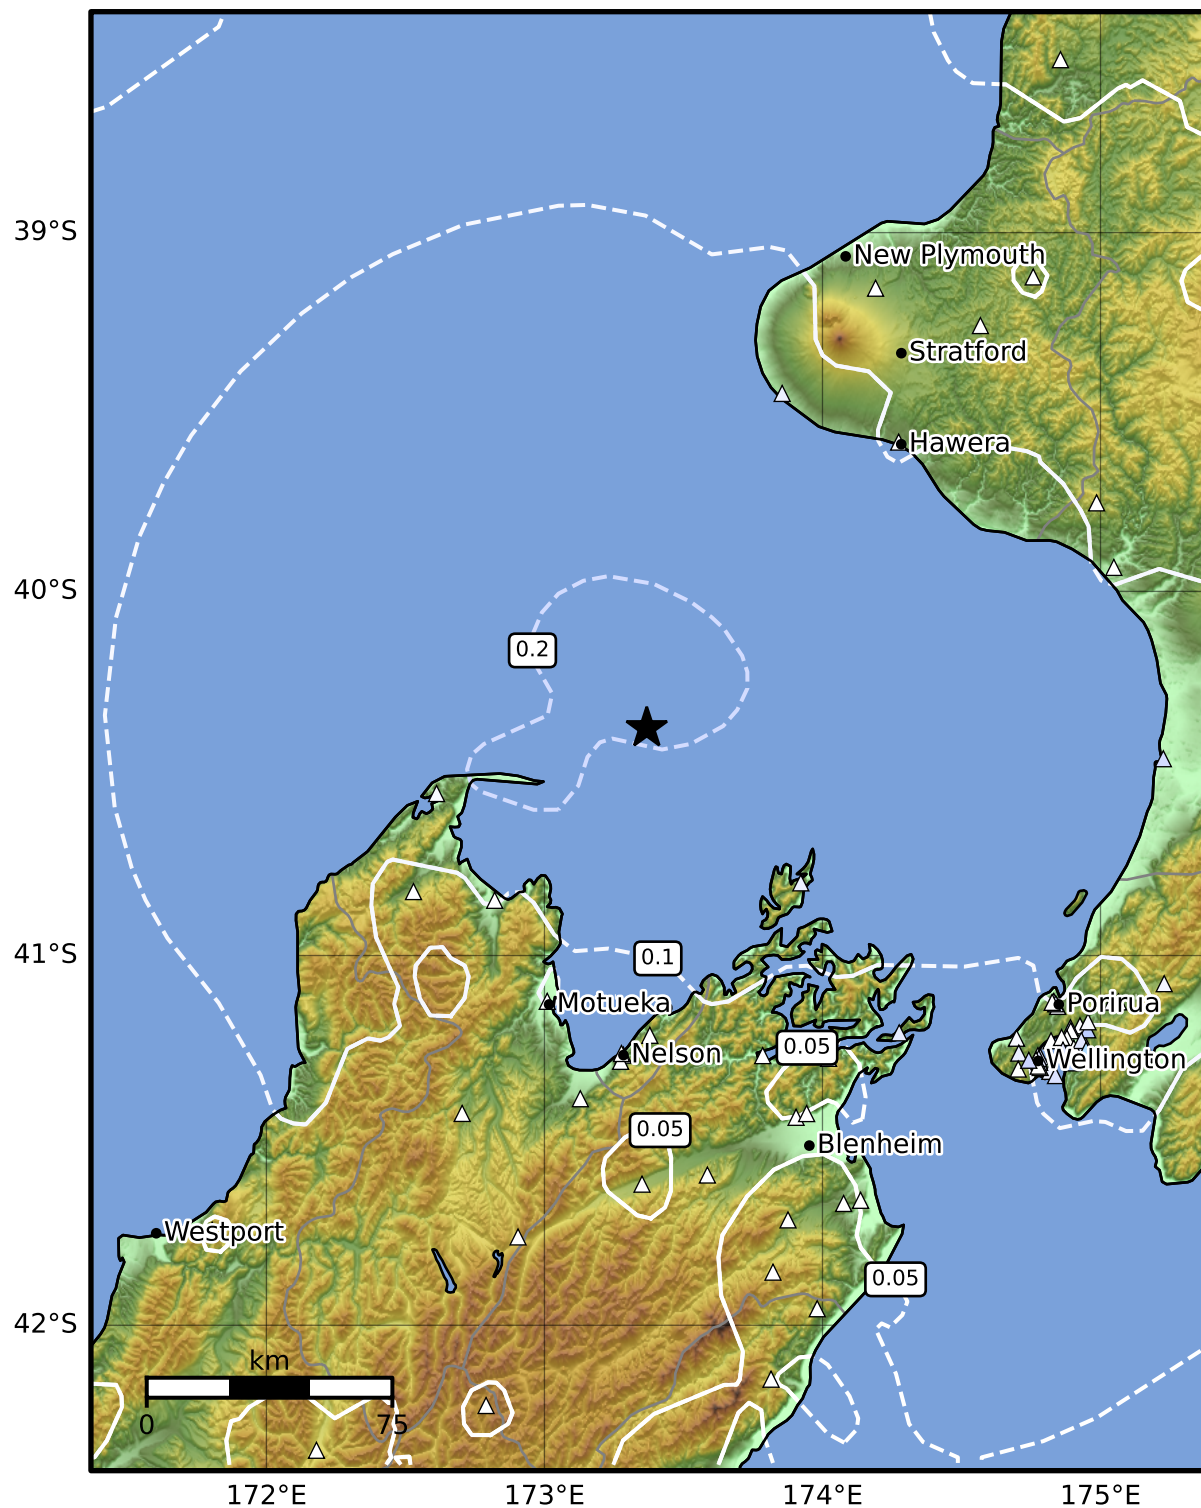 39°S
New Plymouth
Stratford
Hawera
40°S
0.2
41°S
0.1
Motueka
Porirua
Nelson
0.05
Wellington
0.05
Blenheim
Westport
0.05
42°S
km
0
75
172°E
173°E
174°E
175°E